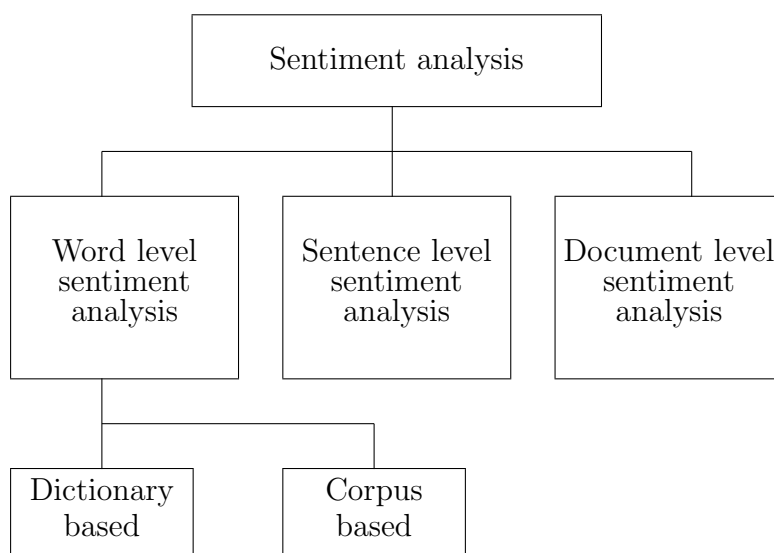 Sentiment analysis
Word level
sentiment
analysis
Sentence level
sentiment
analysis
Document level
sentiment
analysis
Dictionary
based
Corpus
based